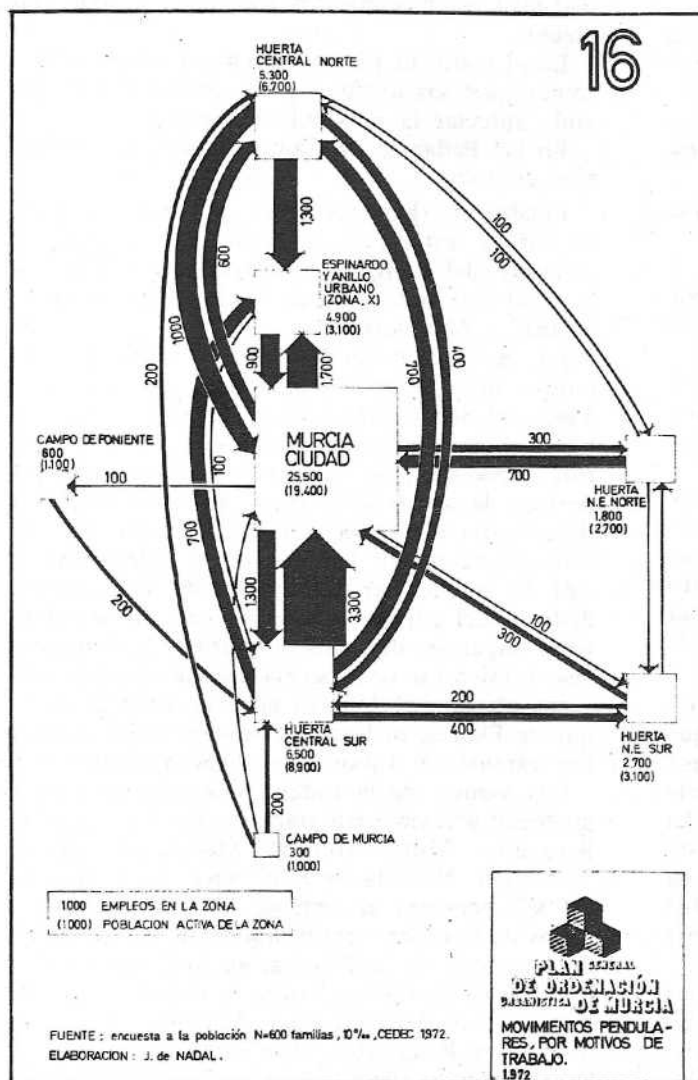 16
HUERTA
CENTRAL NORTE
5.300
(6.700)
1,300
100
100
600
1000
200
ESPINARDO
Y ANILLO
URBANO
(ZONA, X)
4.900
(3,100)
900
1,700
400
700
MURCIA
CIUDAD
25,500
(19.400)
CAMPO DE PONIENTE
600
(1.100)
100
100
700
200
300
700
HUERTA
N.E. NORTE
1,800
(2,700)
1,300
3,300
100
300
200
400
HUERTA
CENTRAL SUR
6,500
(8,900)
HUERTA
N.E. SUR
2,700
(3,100)
200
CAMPO DE MURCIA
300
(1,000)
1000 EMPLEOS EN LA ZONA
(1000) POBLACION ACTIVA DE LA ZONA
PLAN GENERAL
DE ORDENACIÓN
URBANISTICA DE MURCIA
MOVIMIENTOS PENDULA-
RES, POR MOTIVOS DE
TRABAJO.
1.972
FUENTE : encuesta a la población N=600 familias, 10‰, CEDEC 1972.
ELABORACION : J. de NADAL.